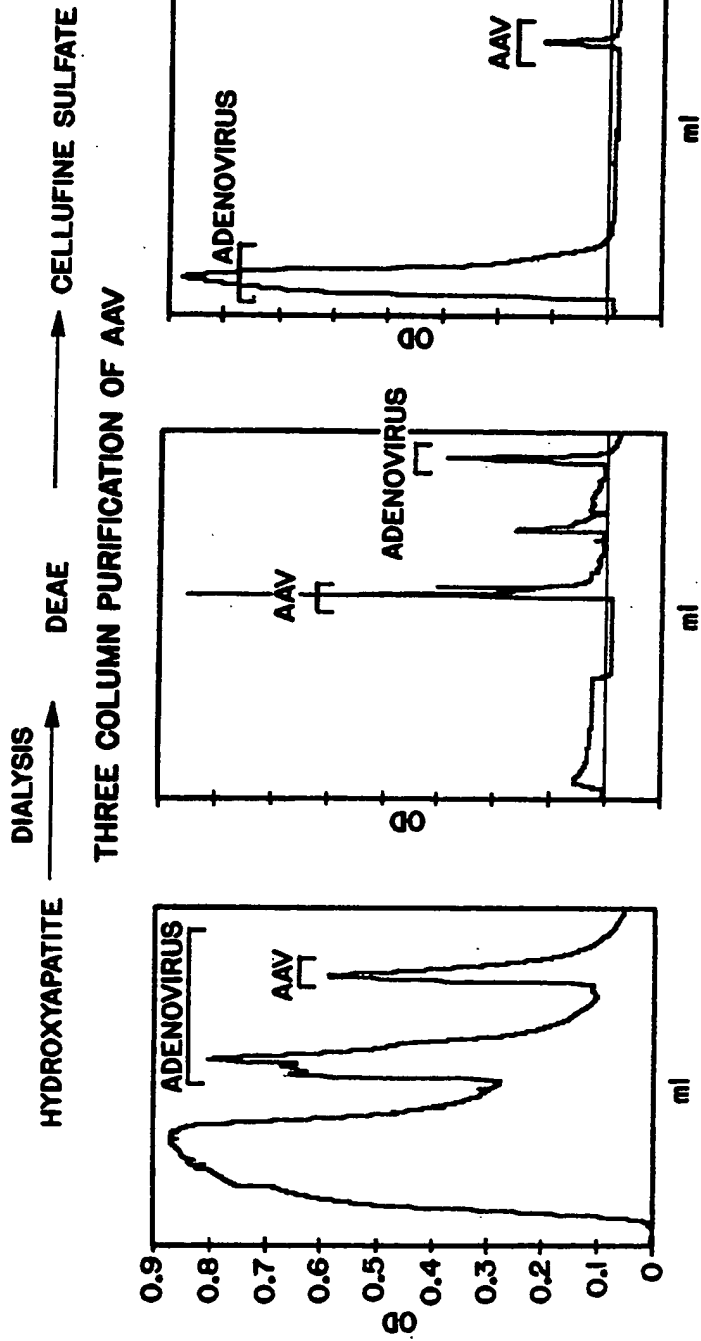 DIALYSIS
HYDROXYAPATITE DEAE CELLUFINE SULFATE
THREE COLUMN PURIFICATION OF AAV
0.9
0.8
0.7
0.6
0.5
0.4
0.3
0.2
0.1
0
OD
ADENOVIRUS
AAV
ml
OD
AAV
ADENOVIRUS
ml
OD
ADENOVIRUS
AAV
ml